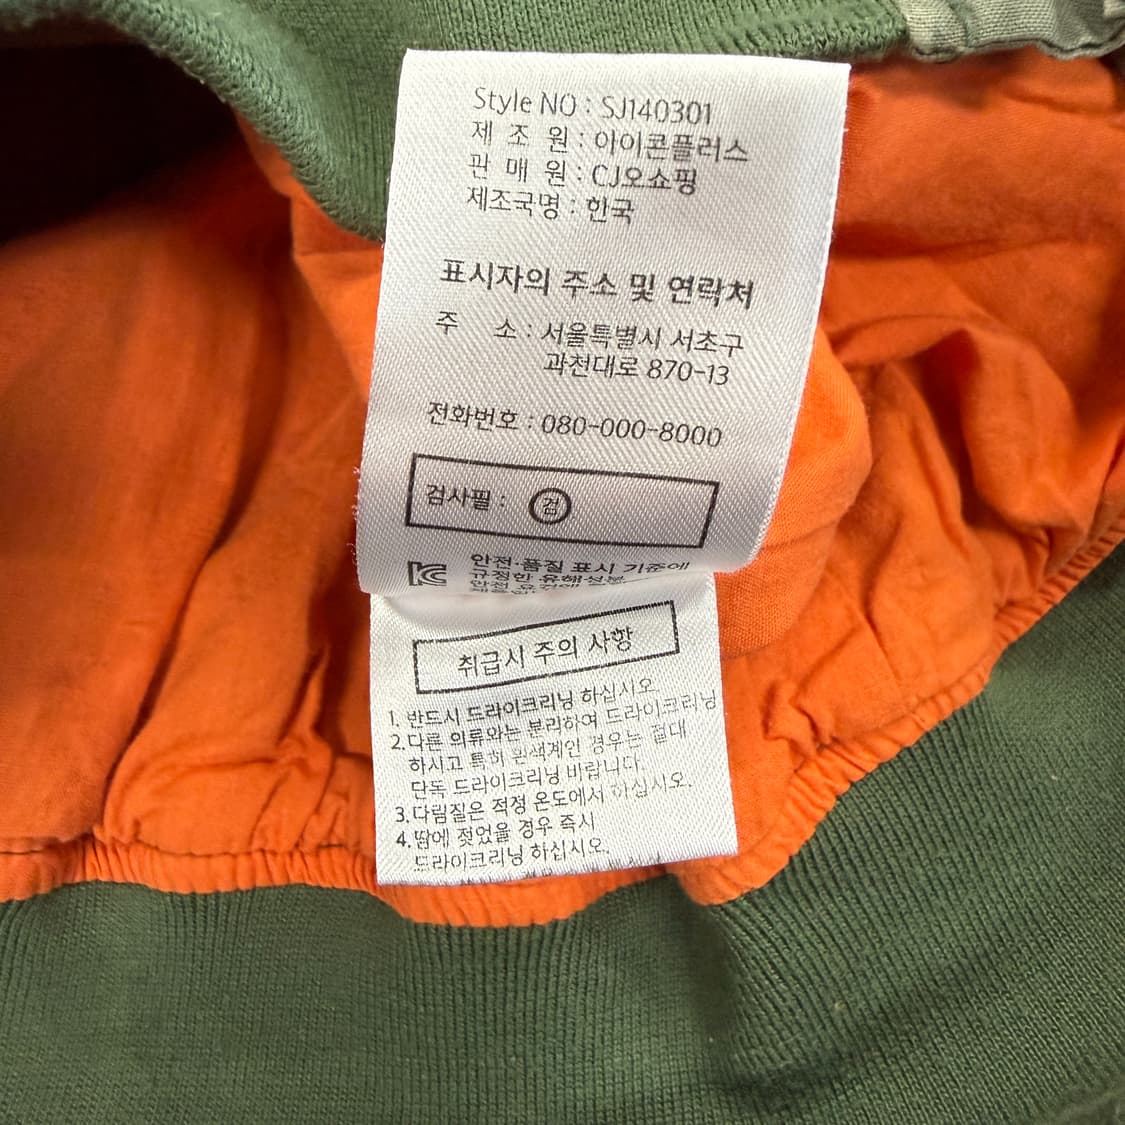 Style NO : SJ140301
제 조 원 : 아이콘플러스
판 매 원 : CJ오쇼핑
제조국명 : 한국
표시자의 주소 및 연락처
주 소 : 서울특별시 서초구
과천대로 870-13
전화번호 : 080-000-8000
검사필 : 검
KC 안전·품질 표시 기준에
규정한 유해성분
취급시 주의 사항
1. 반드시 드라이크리닝 하십시오.
2. 다른 의류와는 분리하여 드라이크리닝
하시고 특히 흰색계인 경우는 절대
단독 드라이크리닝 바랍니다.
3. 다림질은 적정 온도에서 하십시오.
4. 땀에 젖었을 경우 즉시
드라이크리닝 하십시오.